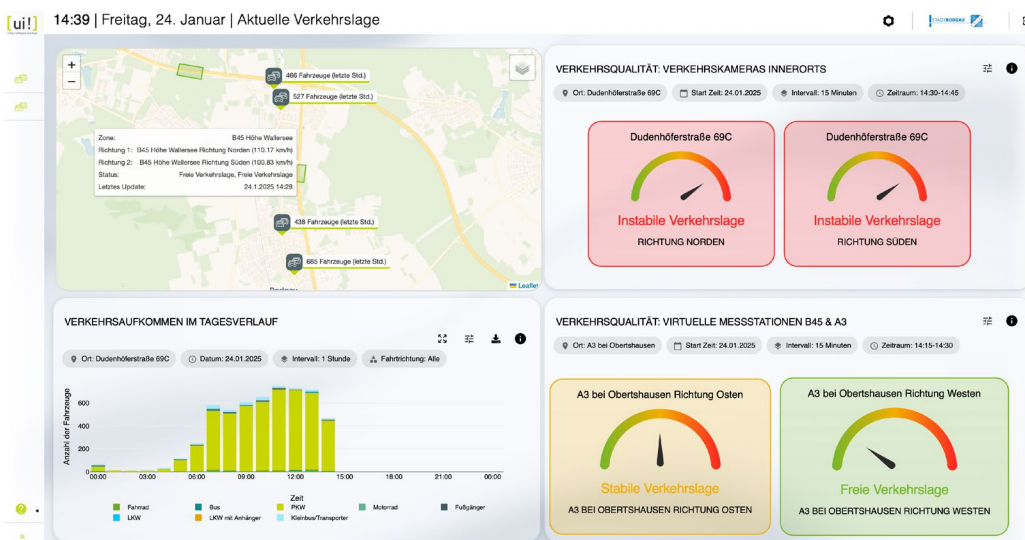 [ui!]
14:39 | Freitag, 24. Januar | Aktuelle Verkehrslage
STADTRODGAU
+
−
466 Fahrzeuge (letzte Std.)
527 Fahrzeuge (letzte Std.)
Zone: B45 Höhe Wallersee
Richtung 1: B45 Höhe Wallersee Richtung Norden (110.17 km/h)
Richtung 2: B45 Höhe Wallersee Richtung Süden (100.83 km/h)
Status: Freie Verkehrslage, Freie Verkehrslage
Letztes Update: 24.1.2025 14:28
438 Fahrzeuge (letzte Std.)
685 Fahrzeuge (letzte Std.)
Leaflet
VERKEHRSQUALITÄT: VERKEHRSKAMERAS INNERORTS
Ort: Dudenhöferstraße 69C
Start Zeit: 24.01.2025
Intervall: 15 Minuten
Zeitraum: 14:30-14:45
Dudenhöferstraße 69C
Instabile Verkehrslage
RICHTUNG NORDEN
Dudenhöferstraße 69C
Instabile Verkehrslage
RICHTUNG SÜDEN
VERKEHRSAUFKOMMEN IM TAGESVERLAUF
Ort: Dudenhöferstraße 69C
Datum: 24.01.2025
Intervall: 1 Stunde
Fahrtrichtung: Alle
Anzahl der Fahrzeuge
600
400
200
0
00:00 03:00 06:00 09:00 12:00 15:00 18:00 21:00 00:00
Zeit
Fahrrad Bus PKW Motorrad Fußgänger
LKW LKW mit Anhänger Kleinbus/Transporter
VERKEHRSQUALITÄT: VIRTUELLE MESSSTATIONEN B45 & A3
Ort: A3 bei Obertshausen
Start Zeit: 24.01.2025
Intervall: 15 Minuten
Zeitraum: 14:15-14:30
A3 bei Obertshausen Richtung Osten
Stabile Verkehrslage
A3 BEI OBERTSHAUSEN RICHTUNG OSTEN
A3 bei Obertshausen Richtung Westen
Freie Verkehrslage
A3 BEI OBERTSHAUSEN RICHTUNG WESTEN
?
»